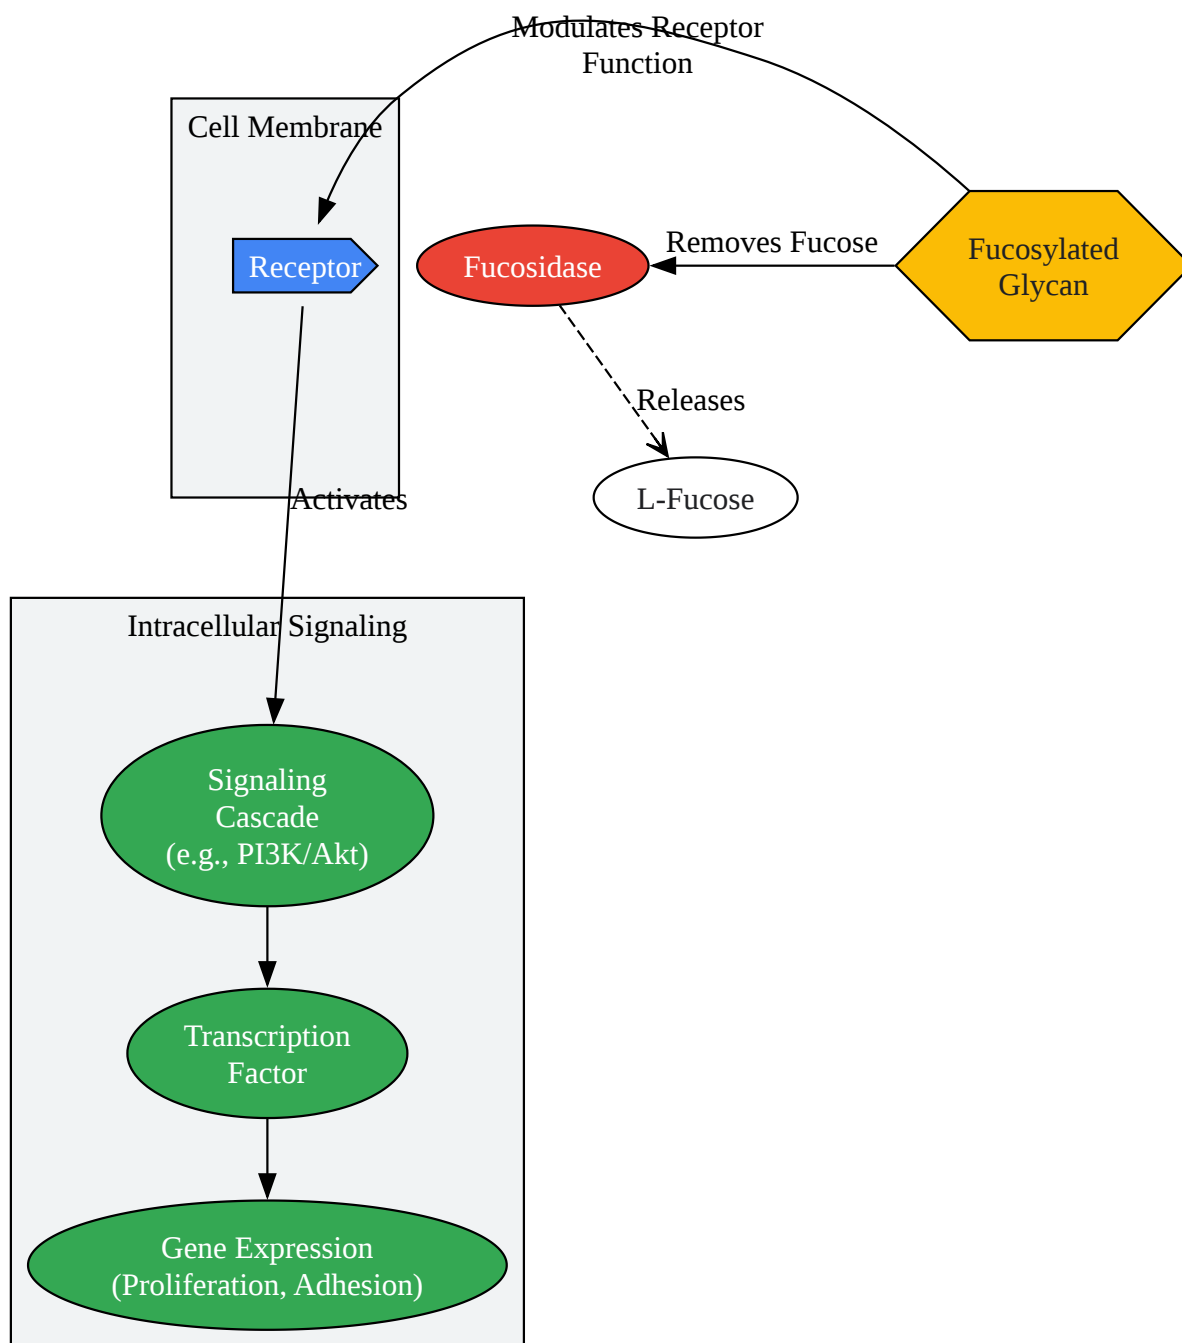 Modulates Receptor
Function
Cell Membrane
Receptor
Fucosidase
Removes Fucose
Fucosylated
Glycan
Releases
L-Fucose
Activates
Intracellular Signaling
Signaling
Cascade
(e.g., PI3K/Akt)
Transcription
Factor
Gene Expression
(Proliferation, Adhesion)